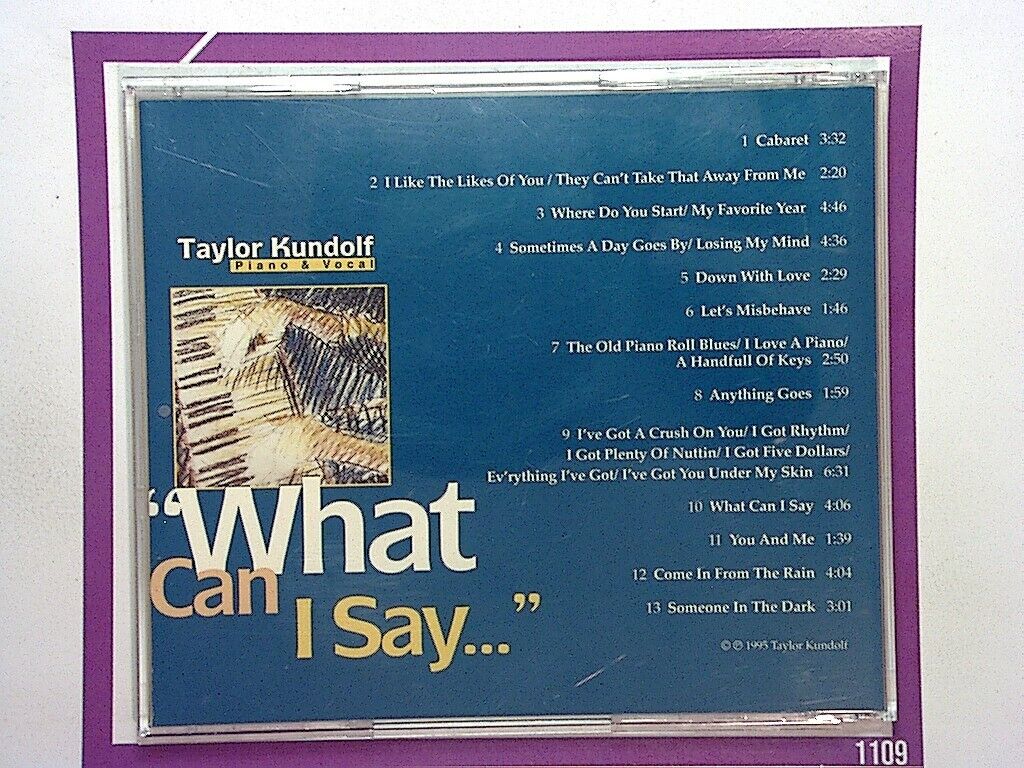 1 Cabaret 3:32
2 I Like The Likes Of You / They Can't Take That Away From Me 2:20
3 Where Do You Start/ My Favorite Year 4:46
4 Sometimes A Day Goes By/ Losing My Mind 4:36
5 Down With Love 2:29
6 Let's Misbehave 1:46
7 The Old Piano Roll Blues/ I Love A Piano/
A Handfull Of Keys 2:50
8 Anything Goes 1:59
9 I've Got A Crush On You/ I Got Rhythm/
I Got Plenty Of Nuttin/ I Got Five Dollars/
Ev'rything I've Got/ I've Got You Under My Skin 6:31
10 What Can I Say 4:06
11 You And Me 1:39
12 Come In From The Rain 4:04
13 Someone In The Dark 3:01
© ℗ 1995 Taylor Kundolf
Taylor Kundolf
Piano & Vocal
"What
Can
I Say..."
1109